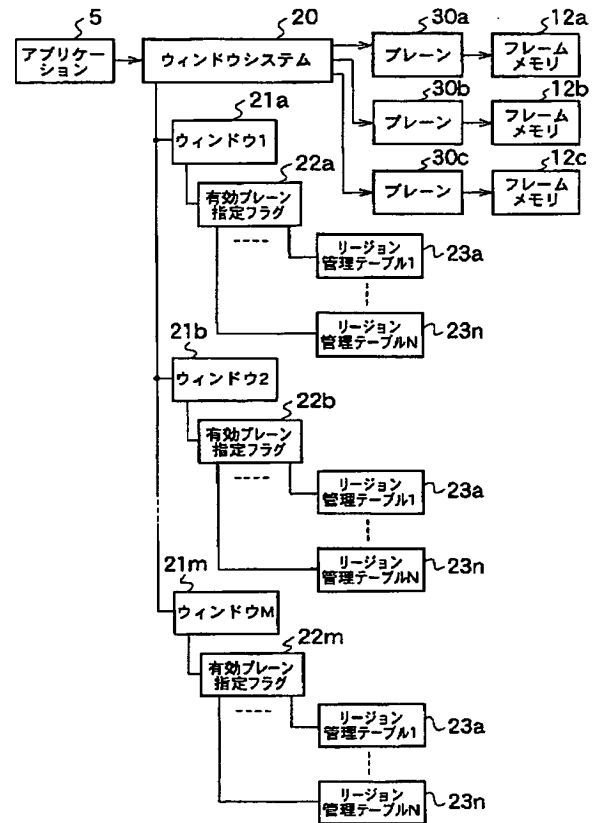 5
20
30a
12a
アプリケー
ション
ウィンドウシステム
プレーン
フレーム
メモリ
21a
30b
12b
ウィンドウ1
プレーン
フレーム
メモリ
22a
30c
12c
有効プレーン
指定フラグ
プレーン
フレーム
メモリ
リージョン
管理テーブル1
23a
リージョン
管理テーブルN
23n
21b
ウィンドウ2
22b
有効プレーン
指定フラグ
リージョン
管理テーブル1
23a
リージョン
管理テーブルN
23n
21m
ウィンドウM
22m
有効プレーン
指定フラグ
リージョン
管理テーブル1
23a
リージョン
管理テーブルN
23n